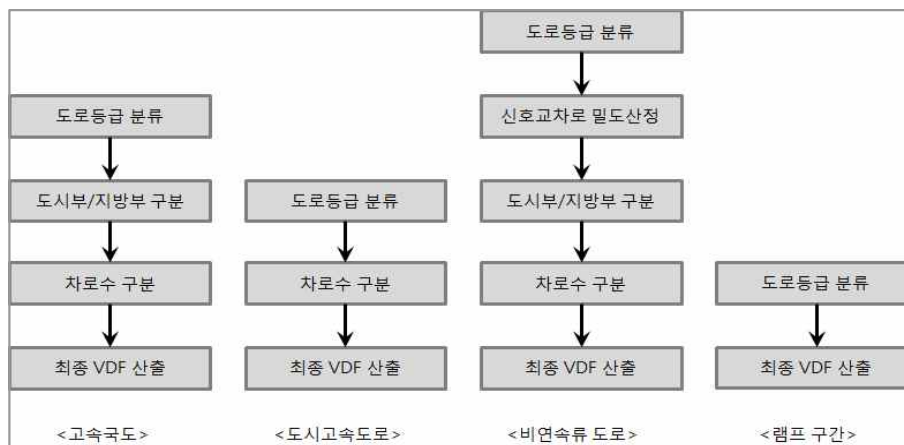 도로등급 분류
도시부/지방부 구분
차로수 구분
최종 VDF 산출
<고속국도>
도로등급 분류
차로수 구분
최종 VDF 산출
<도시고속도로>
도로등급 분류
신호교차로 밀도산정
도시부/지방부 구분
차로수 구분
최종 VDF 산출
<비연속류 도로>
도로등급 분류
최종 VDF 산출
<램프 구간>